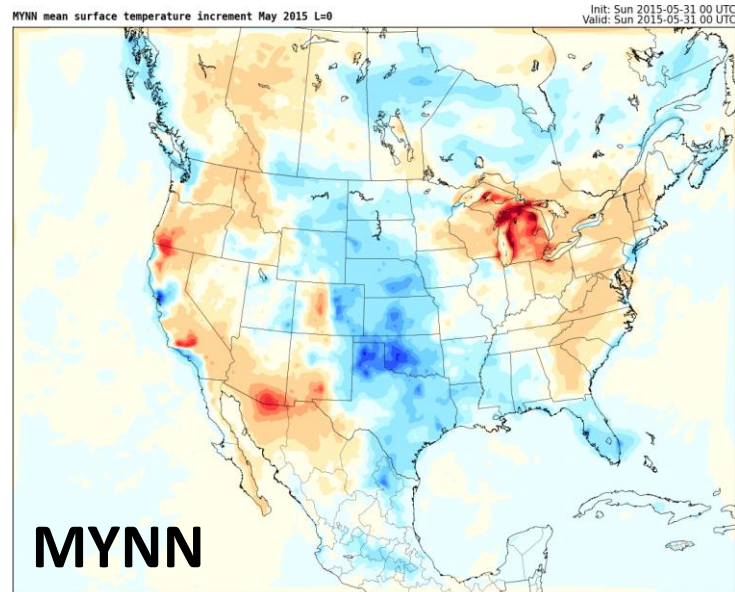 MYNN mean surface temperature increment May 2015 L=0
Init: Sun 2015-05-31 00 UTC
Valid: Sun 2015-05-31 00 UTC
MYNN